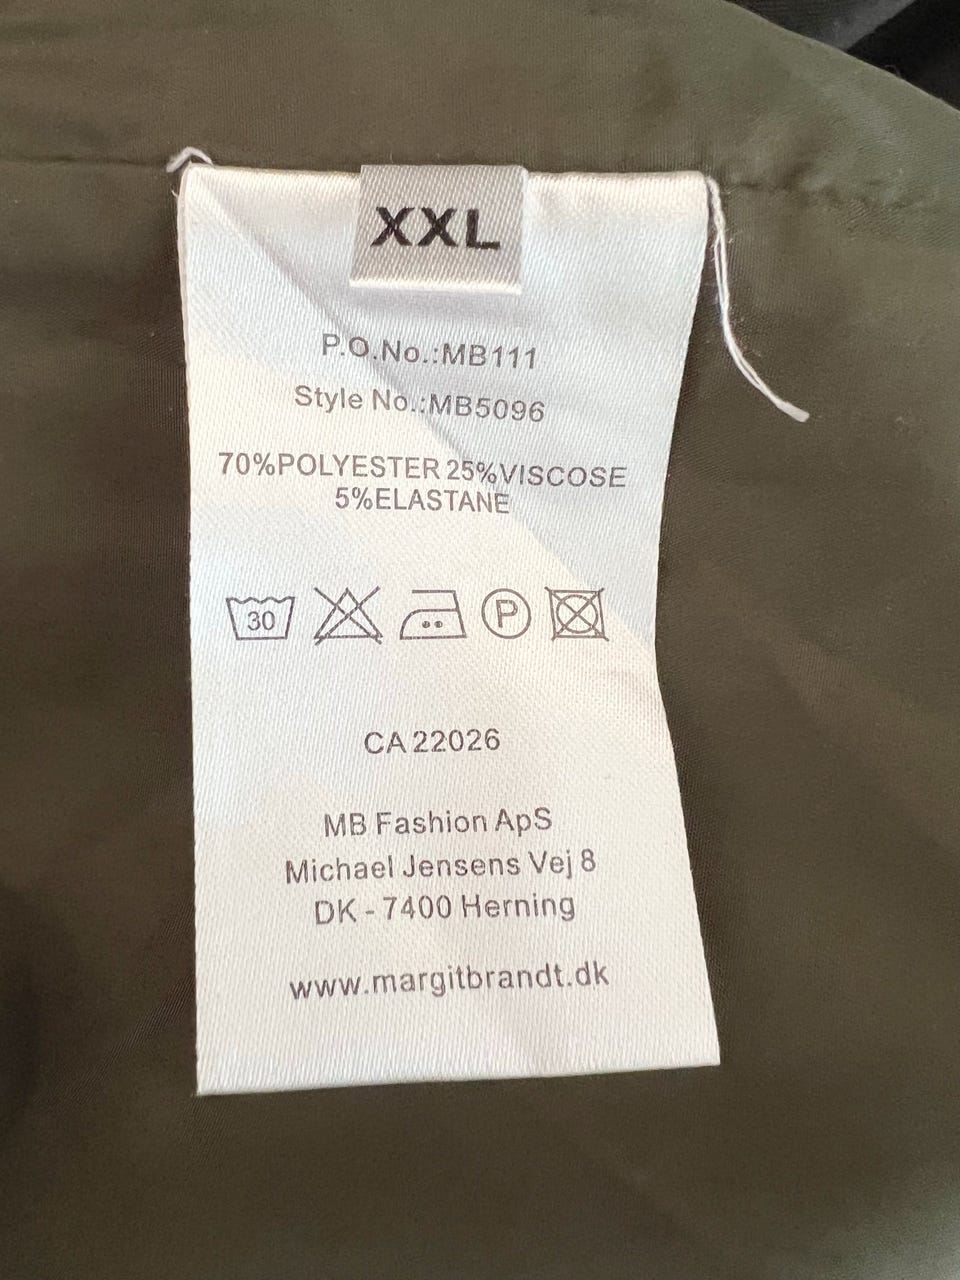 XXL
P.O.No.:MB111
Style No.:MB5096
70%POLYESTER 25%VISCOSE
5%ELASTANE
30 P
CA 22026
MB Fashion ApS
Michael Jensens Vej 8
DK - 7400 Herning
www.margitbrandt.dk